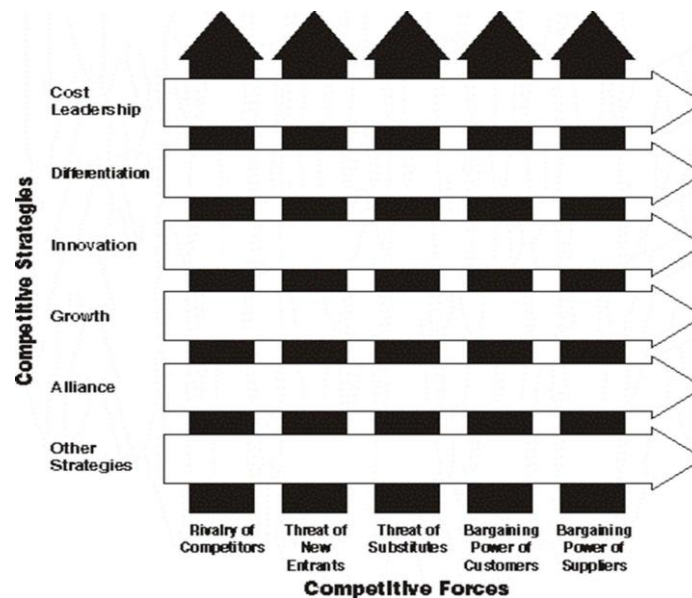 Cost
Leadership
Differentiation
Innovation
Growth
Alliance
Other
Strategies
Competitive Strategies
Rivalry of
Competitors
Threat of
New
Entrants
Threat of
Substitutes
Bargaining
Power of
Customers
Bargaining
Power of
Suppliers
Competitive Forces